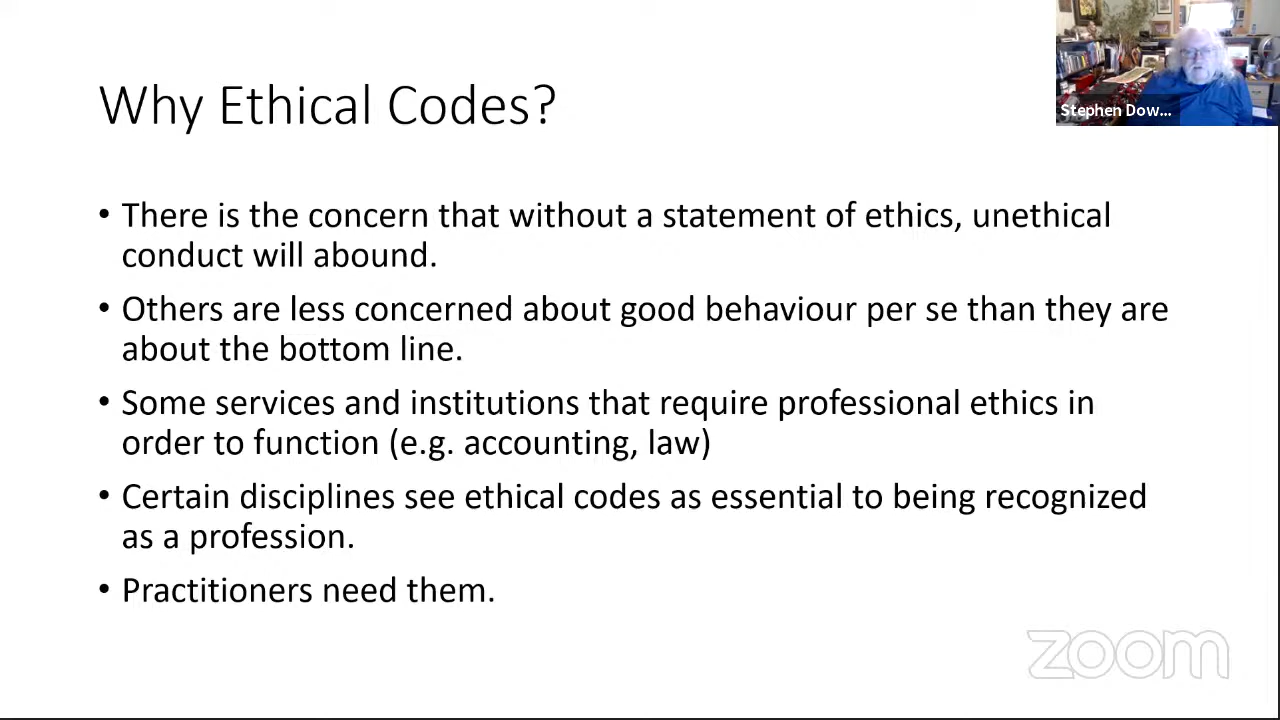 Why Ethical Codes?
Stephen Dow...
• There is the concern that without a statement of ethics, unethical
conduct will abound.
• Others are less concerned about good behaviour per se than they are
about the bottom line.
• Some services and institutions that require professional ethics in
order to function (e.g. accounting, law)
• Certain disciplines see ethical codes as essential to being recognized
as a profession.
• Practitioners need them.
zoom